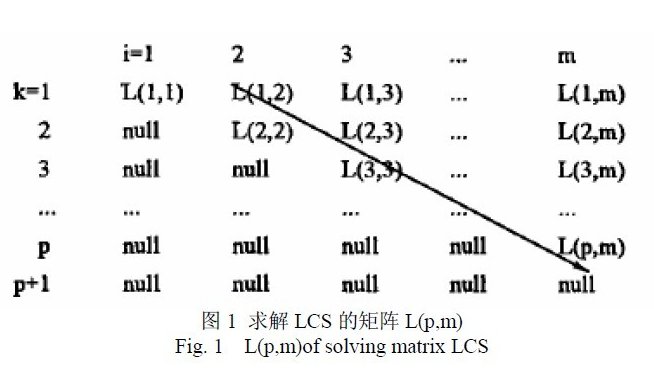 i=1 2 3 ... m
k=1 L(1,1) L(1,2) L(1,3) ... L(1,m)
2 null L(2,2) L(2,3) ... L(2,m)
3 null null L(3,3) ... L(3,m)
... ... ... ... ... ...
p null null null null L(p,m)
p+1 null null null null null
图 1 求解 LCS 的矩阵 L(p,m)
Fig. 1 L(p,m)of solving matrix LCS